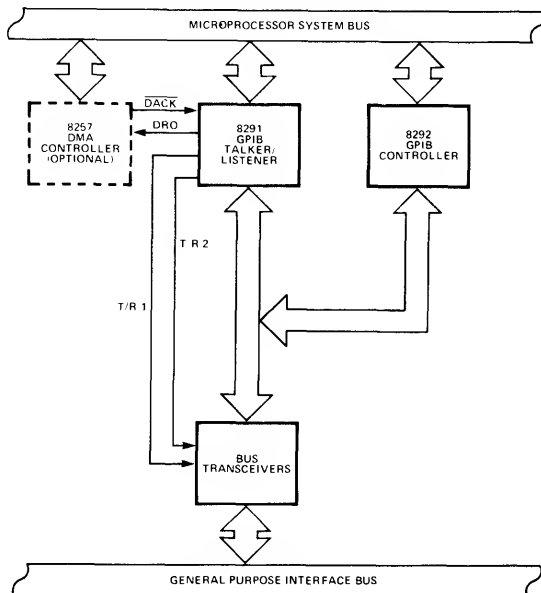 MICROPROCESSOR SYSTEM BUS
8257
DMA
CONTROLLER
(OPTIONAL)
DACK
DRO
8291
GPIB
TALKER/
LISTENER
8292
GPIB
CONTROLLER
T R 2
T/R 1
BUS
TRANSCEIVERS
GENERAL PURPOSE INTERFACE BUS